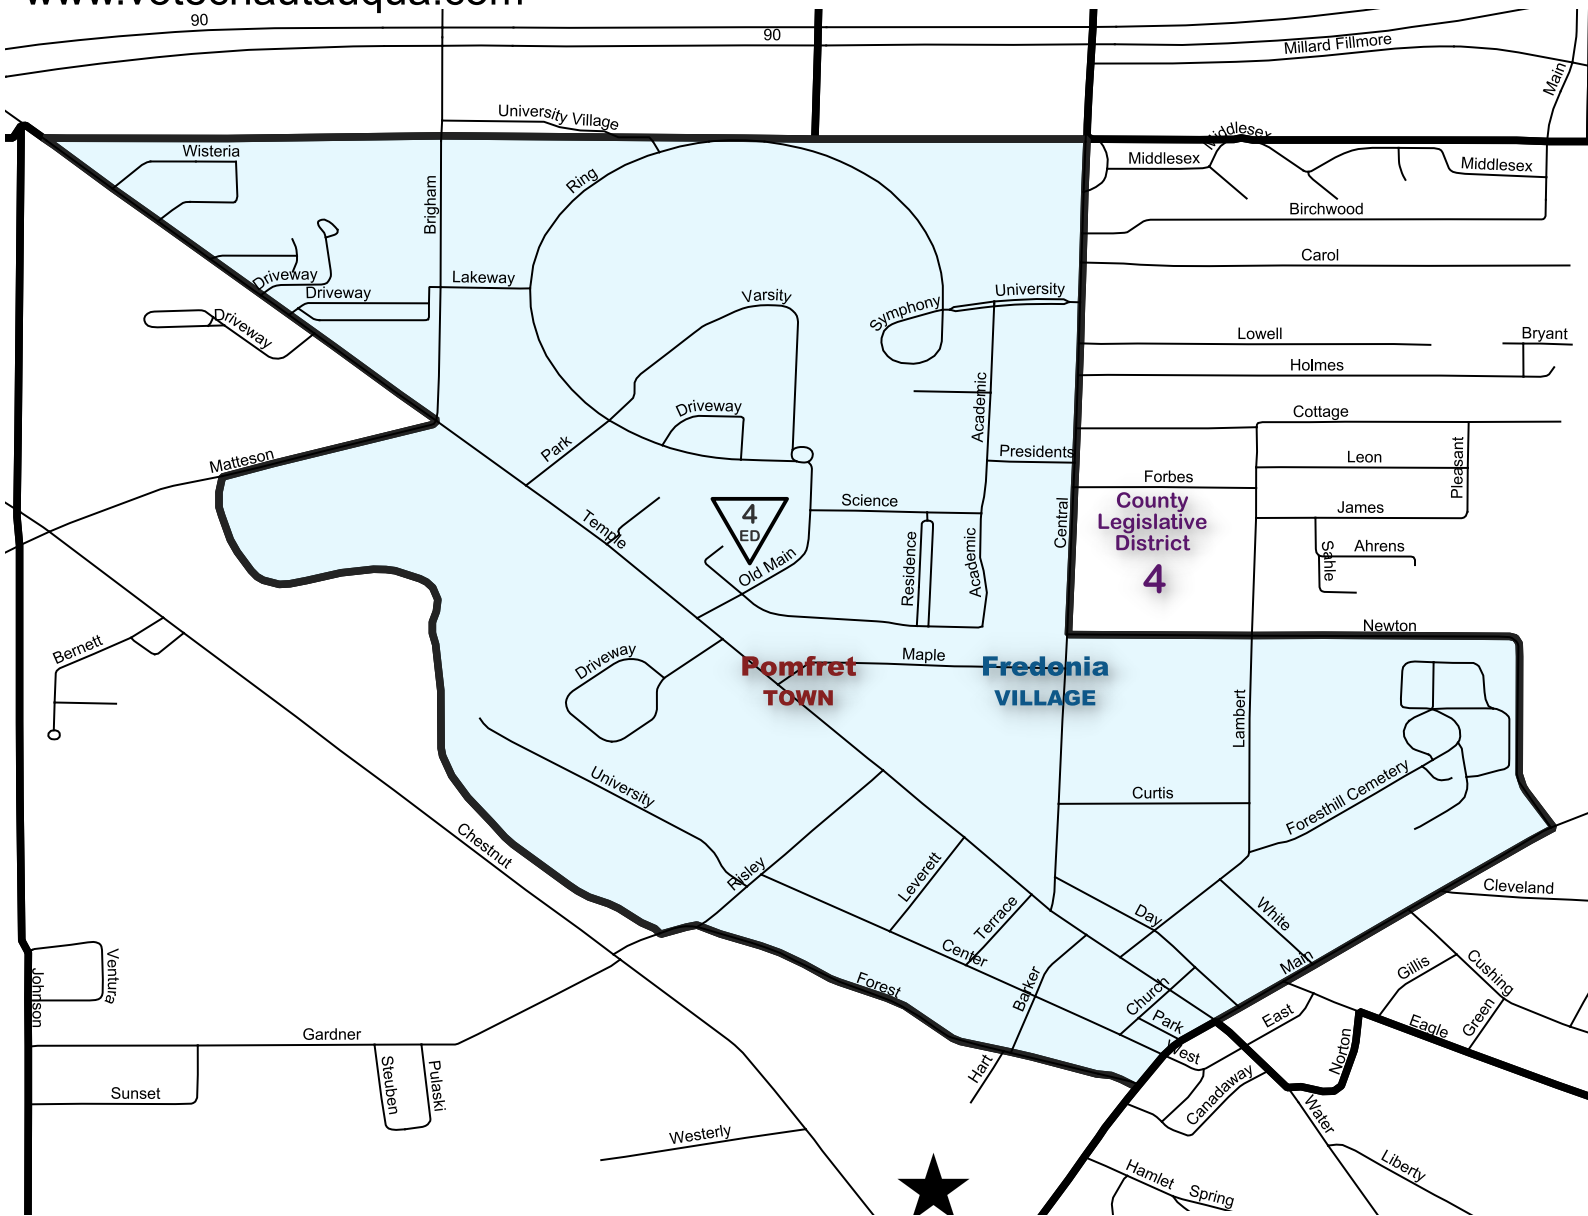 www.votechautauqua.com
90
90
Millard Fillmore
Main
University Village
Wisteria
Middlesex
Middlesex
Middlesex
Ring
Brigham
Birchwood
Carol
Driveway
Lakeway
Driveway
Varsity
University
Symphony
Driveway
Lowell
Bryant
Holmes
Academic
Driveway
Cottage
Park
Presidents
Leon
Pleasant
Matteson
Forbes
Science
County
Legislative
District
4
James
4
ED
Temple
Central
Sahle
Ahrens
Old Main
Residence
Academic
Newton
Bernett
Driveway
Maple
Pomfret
TOWN
Fredonia
VILLAGE
Lambert
University
Curtis
Foresthill Cemetery
Chestnut
Risley
Leverett
Cleveland
Terrace
Day
White
Center
Main
Gillis
Cushing
Ventura
Johnson
Forest
Barker
Church
Park
East
Green
Eagle
Gardner
West
Norton
Hart
Steuben
Pulaski
Sunset
Canadaway
Water
Westerly
Liberty
Hamlet
Spring